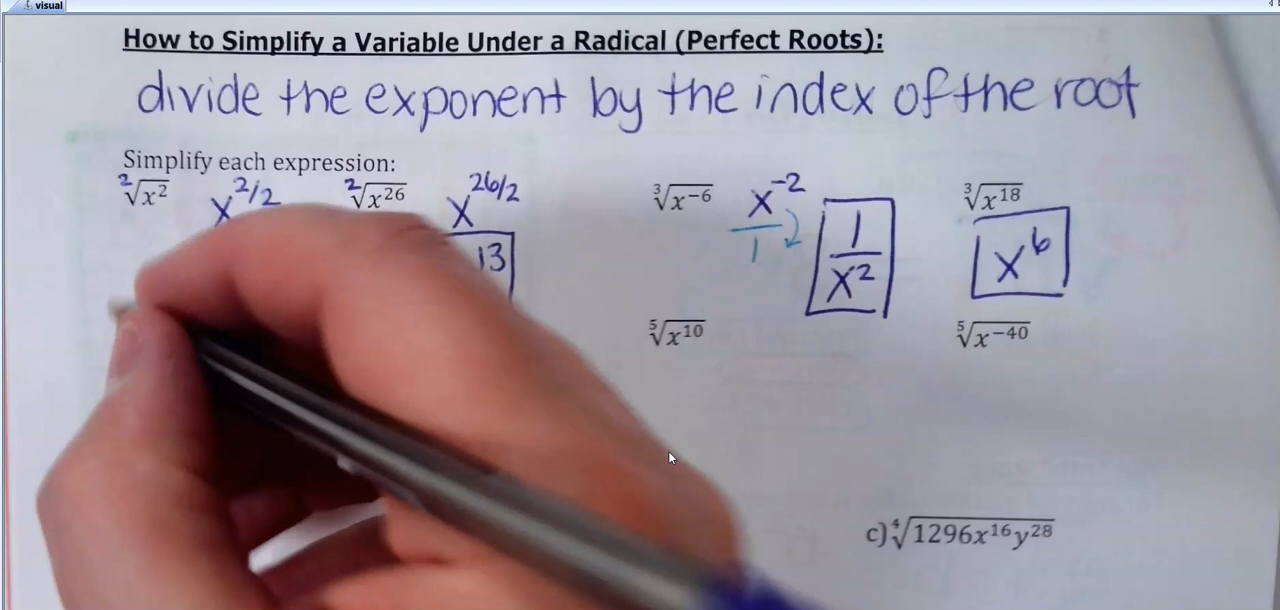 visual
How to Simplify a Variable Under a Radical (Perfect Roots):
divide the exponent by the index of the root
Simplify each expression:
²√x² x^2/2 ²√x²⁶ x^26/2 ³√x⁻⁶ x⁻² ³√x¹⁸
13 1 1/x² x⁶
⁵√x¹⁰ ⁵√x⁻⁴⁰
c) ⁴√1296x¹⁶y²⁸